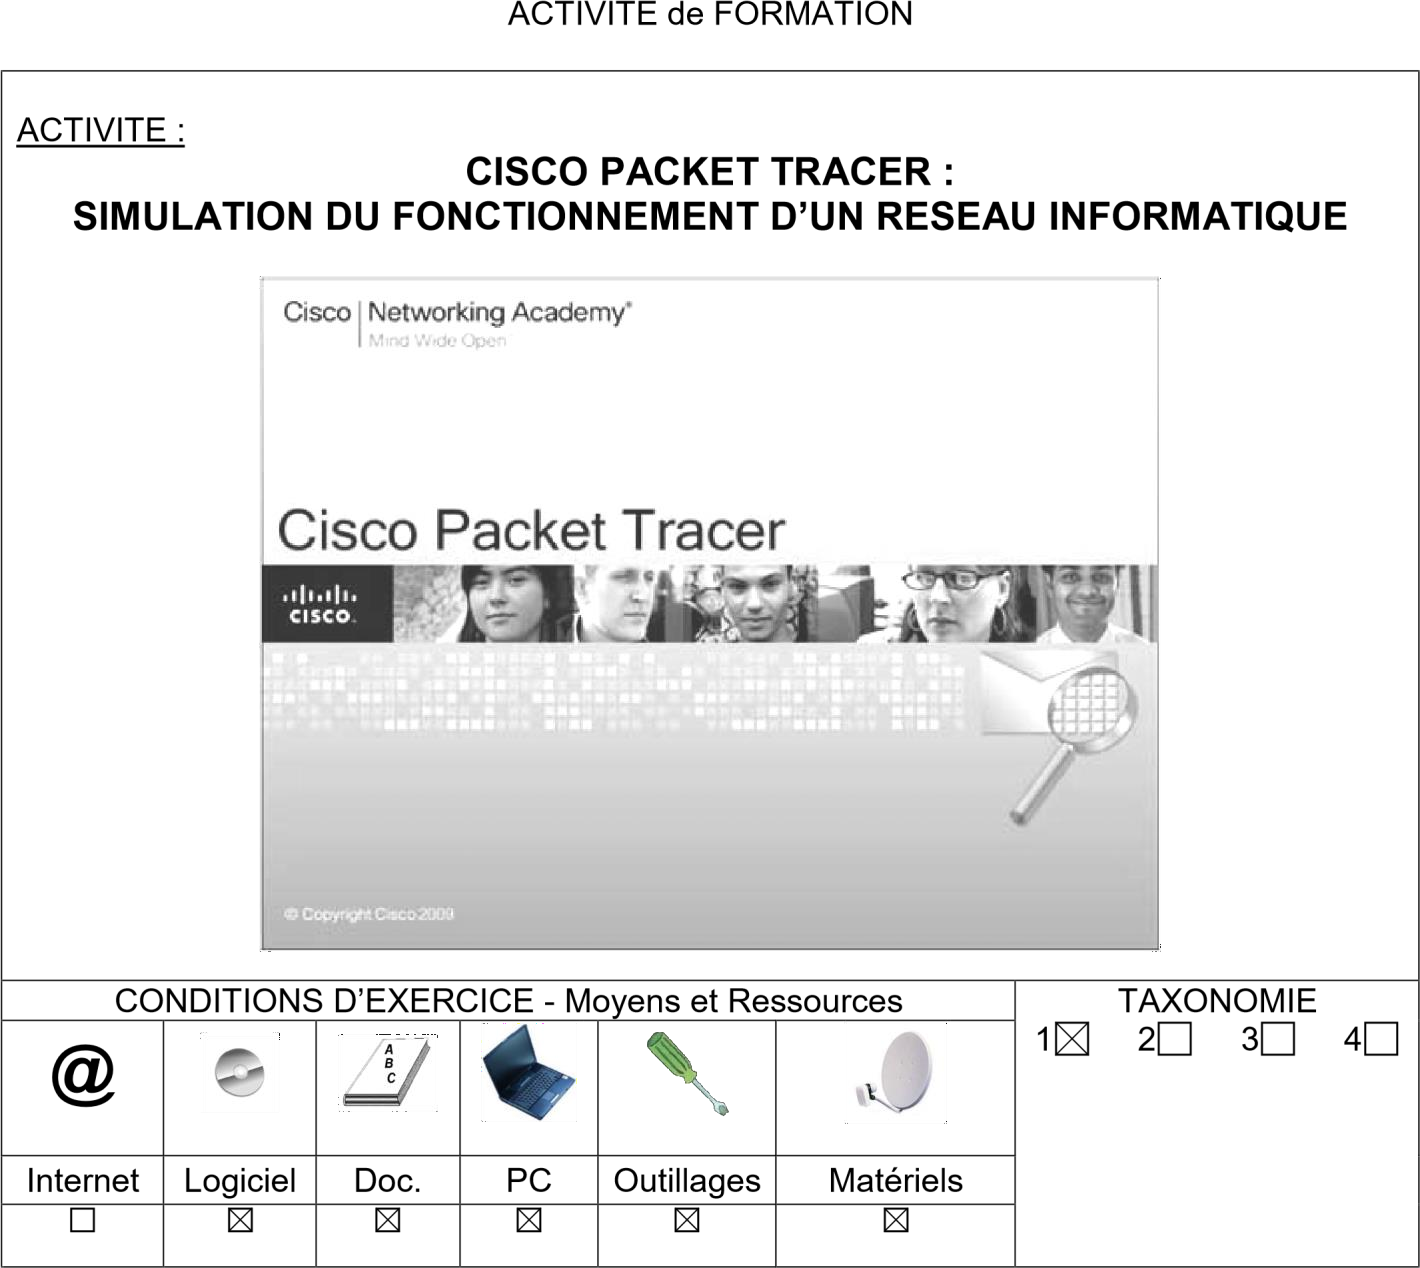 ACTIVITE de FORMATION
ACTIVITE :
CISCO PACKET TRACER :
SIMULATION DU FONCTIONNEMENT D’UN RESEAU INFORMATIQUE
Cisco | Networking Academy®
Mind Wide Open™
Cisco Packet Tracer
CISCO™
© Copyright Cisco 2009
CONDITIONS D’EXERCICE - Moyens et Ressources
TAXONOMIE
1☒ 2☐ 3☐ 4☐
@
A
B
C
Internet Logiciel Doc. PC Outillages Matériels
☐ ☒ ☒ ☒ ☒ ☒